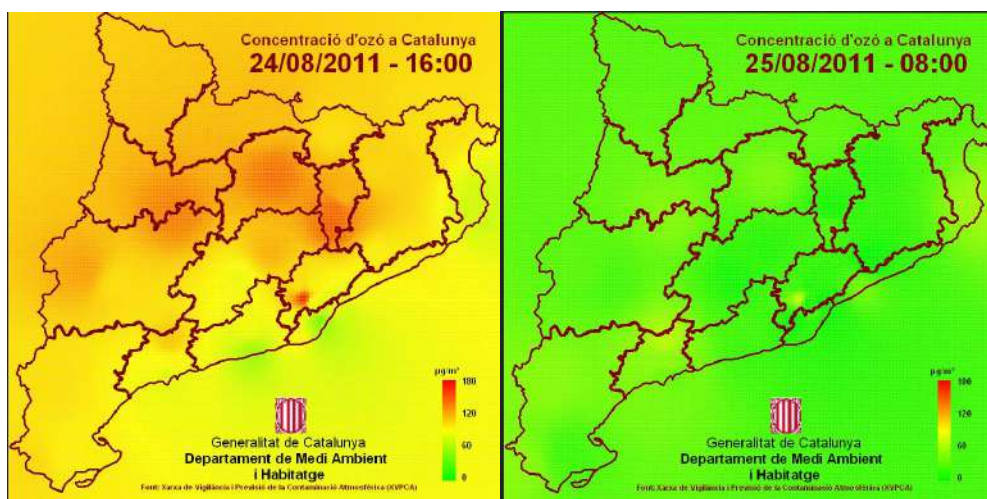 Concentració d'ozó a Catalunya
24/08/2011 - 16:00
µg/m³
180
120
60
0
Generalitat de Catalunya
Departament de Medi Ambient
i Habitatge
Font: Xarxa de Vigilància i Previsió de la Contaminació Atmosfèrica (XVPCA)
Concentració d'ozó a Catalunya
25/08/2011 - 08:00
µg/m³
180
120
60
0
Generalitat de Catalunya
Departament de Medi Ambient
i Habitatge
Font: Xarxa de Vigilància i Previsió de la Contaminació Atmosfèrica (XVPCA)